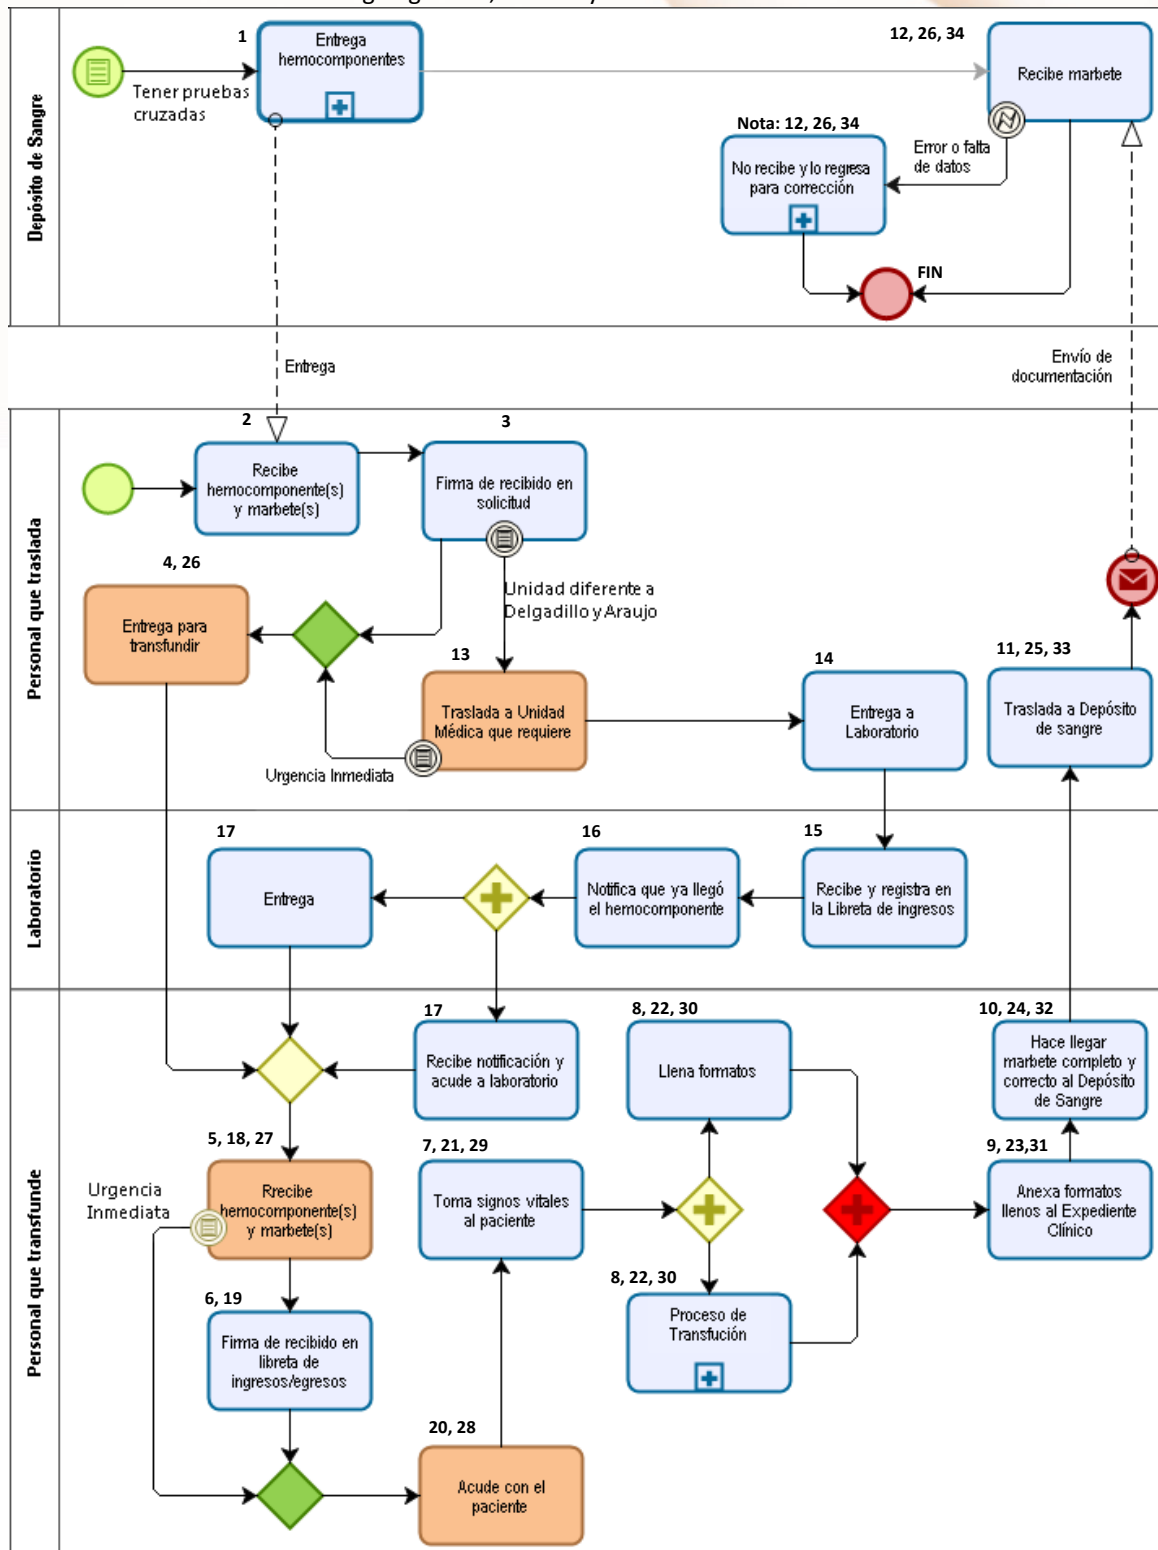 Depósito de Sangre
1
Entrega
hemocomponentes
Tener pruebas
cruzadas
12, 26, 34
Recibe marbete
Nota: 12, 26, 34
No recibe y lo regresa
para corrección
Error o falta
de datos
FIN
Entrega
Envío de
documentación
Personal que traslada
2
Recibe
hemocomponente(s)
y marbete(s)
3
Firma de recibido en
solicitud
4, 26
Entrega para
transfundir
Unidad diferente a
Delgadillo y Araujo
13
Traslada a Unidad
Médica que requiere
Urgencia Inmediata
14
Entrega a
Laboratorio
11, 25, 33
Traslada a Depósito
de sangre
Laboratorio
17
Entrega
16
Notifica que ya llegó
el hemocomponente
15
Recibe y registra en
la Libreta de ingresos
Personal que transfunde
17
Recibe notificación y
acude a laboratorio
8, 22, 30
Llena formatos
10, 24, 32
Hace llegar
marbete completo y
correcto al Depósito
de Sangre
5, 18, 27
Rrecibe
hemocomponente(s)
y marbete(s)
Urgencia
Inmediata
7, 21, 29
Toma signos vitales
al paciente
9, 23,31
Anexa formatos
llenos al Expediente
Clínico
8, 22, 30
Proceso de
Transfución
6, 19
Firma de recibido en
libreta de
ingresos/egresos
20, 28
Acude con el
paciente